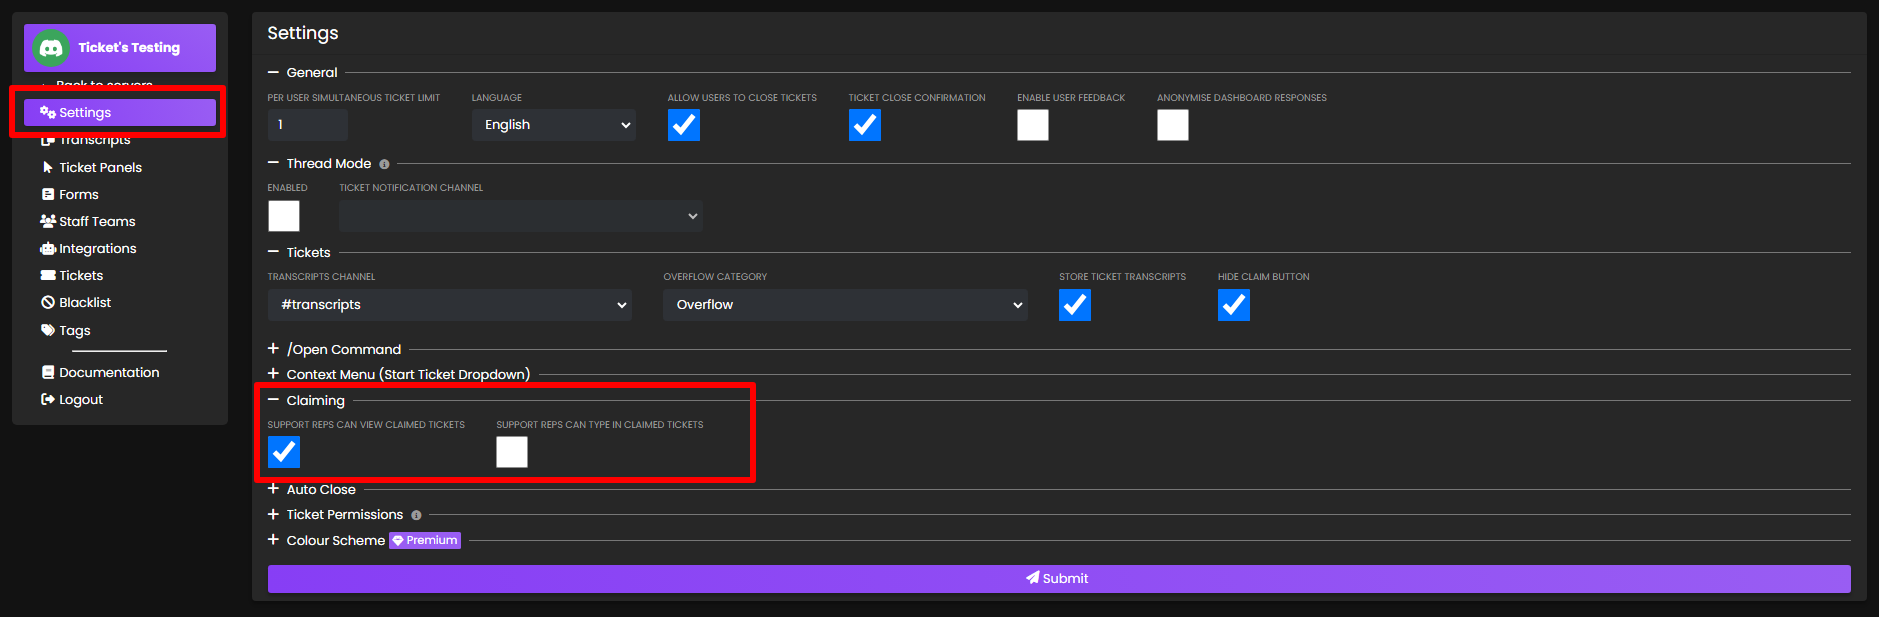 Ticket's Testing
Back to servers
Settings
Transcripts
Ticket Panels
Forms
Staff Teams
Integrations
Tickets
Blacklist
Tags
Documentation
Logout
Settings
General
PER USER SIMULTANEOUS TICKET LIMIT LANGUAGE ALLOW USERS TO CLOSE TICKETS TICKET CLOSE CONFIRMATION ENABLE USER FEEDBACK ANONYMISE DASHBOARD RESPONSES
1 English
Thread Mode
ENABLED TICKET NOTIFICATION CHANNEL
Tickets
TRANSCRIPTS CHANNEL OVERFLOW CATEGORY STORE TICKET TRANSCRIPTS HIDE CLAIM BUTTON
#transcripts Overflow
/Open Command
Context Menu (Start Ticket Dropdown)
Claiming
SUPPORT REPS CAN VIEW CLAIMED TICKETS SUPPORT REPS CAN TYPE IN CLAIMED TICKETS
Auto Close
Ticket Permissions
Colour Scheme Premium
Submit